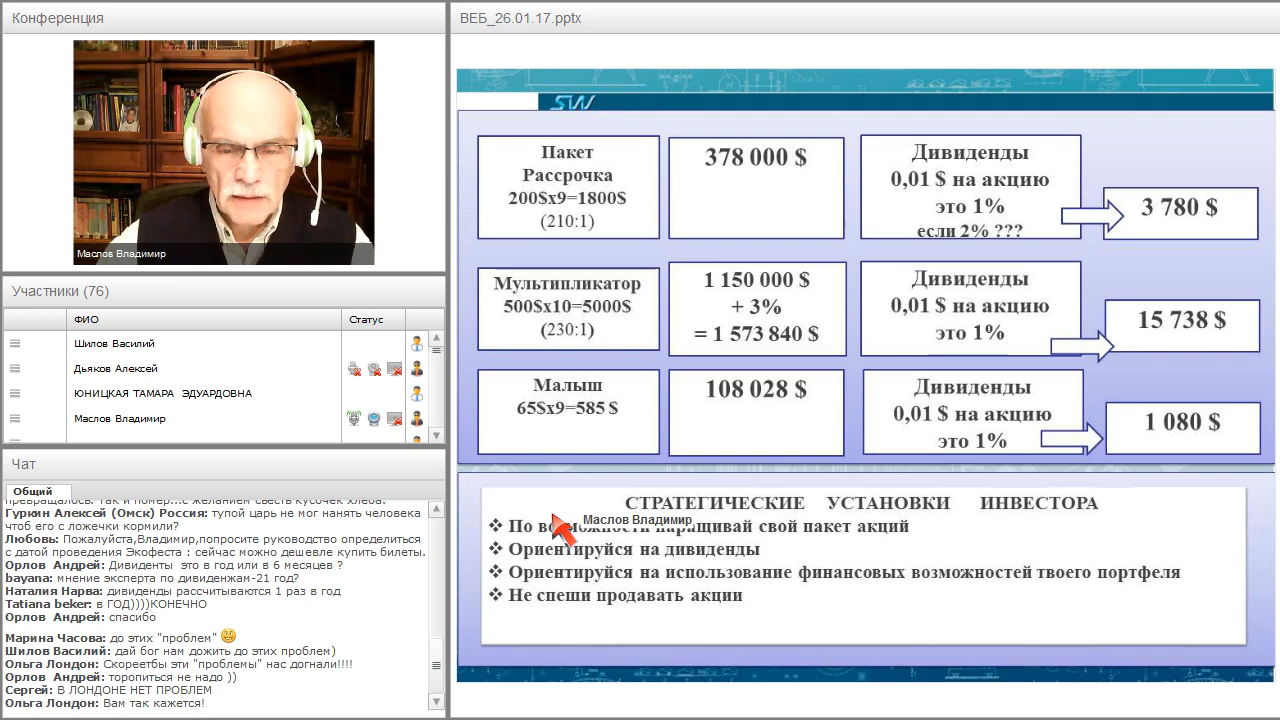 Конференция
Маслов Владимир
Участники (76)
ФИО
Статус
Шилов Василий
Дьяков Алексей
ЮНИЦКАЯ ТАМАРА ЭДУАРДОВНА
Маслов Владимир
Чат
Общий
превращалось. Так и помер...с желанием съесть кусочек хлеба.
Гуркин Алексей (Омск) Россия: тупой царь не мог нанять человека
чтоб его с ложечки кормили?
Любовь: Пожалуйста,Владимир,попросите руководство определиться
с датой проведения Экофеста : сейчас можно дешевле купить билеты.
Орлов Андрей: Дивиденты это в год или в 6 месяцев ?
bayana: мнение эксперта по дивиденжам-21 год?
Наталия Нарва: дивиденды рассчитываются 1 раз в год
Tatiana beker: в ГОД))))КОНЕЧНО
Орлов Андрей: спасибо
Марина Часова: до этих "проблем"
Шилов Василий: дай бог нам дожить до этих проблем)
Ольга Лондон: Скореетбы эти "проблемы" нас догнали!!!!
Орлов Андрей: торопиться не надо ))
Сергей: В ЛОНДОНЕ НЕТ ПРОБЛЕМ
Ольга Лондон: Вам так кажется!
ВЕБ_26.01.17.pptx
SW
Пакет
Рассрочка
200$x9=1800$
(210:1)
378 000 $
Дивиденды
0,01 $ на акцию
это 1%
если 2% ???
3 780 $
Мультипликатор
500$x10=5000$
(230:1)
1 150 000 $
+ 3%
= 1 573 840 $
Дивиденды
0,01 $ на акцию
это 1%
15 738 $
Малыш
65$x9=585 $
108 028 $
Дивиденды
0,01 $ на акцию
это 1%
1 080 $
СТРАТЕГИЧЕСКИЕ УСТАНОВКИ ИНВЕСТОРА
Маслов Владимир
❖ По возможности наращивай свой пакет акций
❖ Ориентируйся на дивиденды
❖ Ориентируйся на использование финансовых возможностей твоего портфеля
❖ Не спеши продавать акции